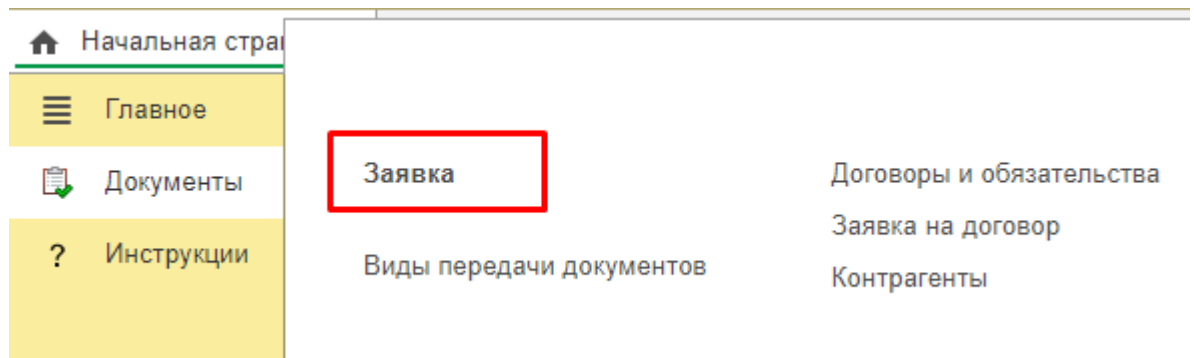 Начальная стра
Главное
Документы
? Инструкции
Заявка
Виды передачи документов
Договоры и обязательства
Заявка на договор
Контрагенты